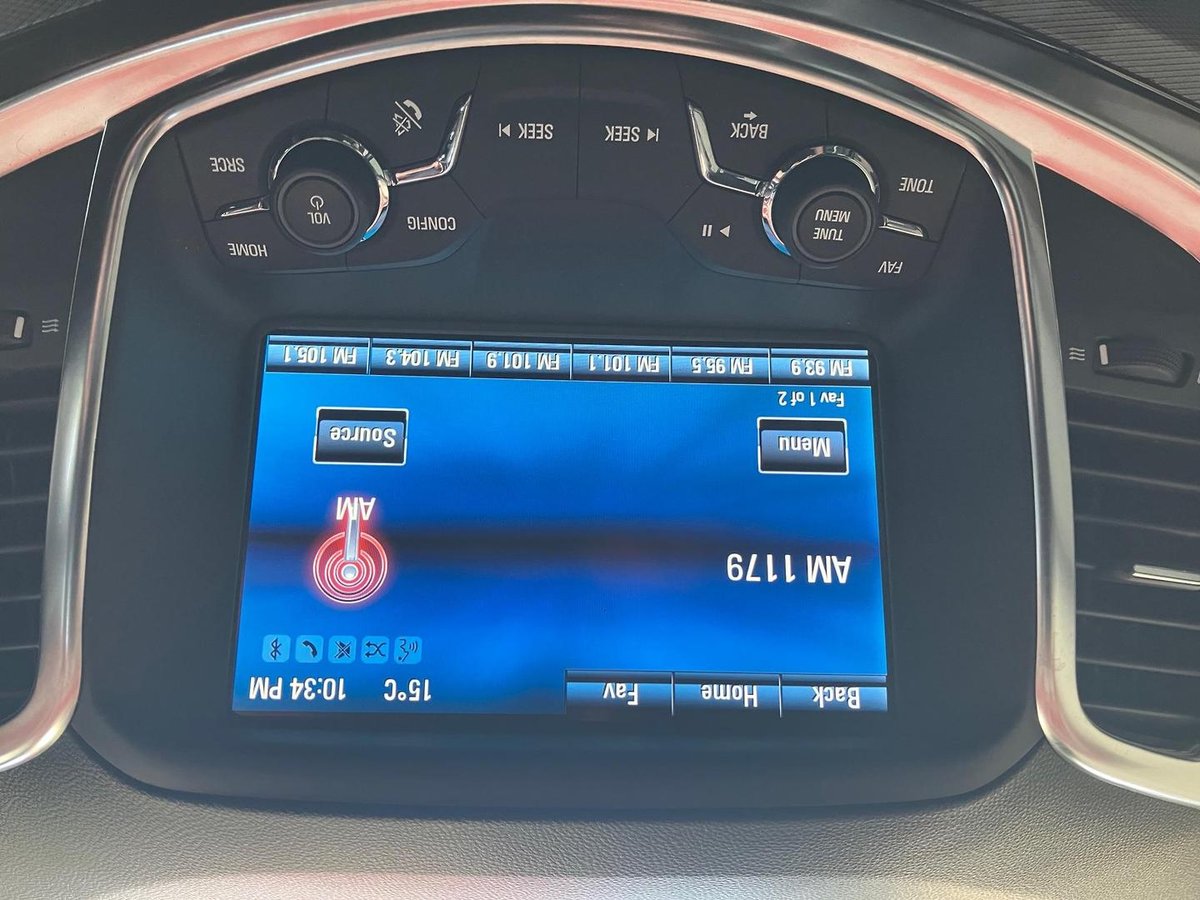 Back Home Fav 15°C 10:34 PM
AM 1179
AM
Menu Source
Fav 1 of 2
FM 93.9 FM 95.5 FM 101.1 FM 101.9 FM 104.3 FM 105.1
FAV
TUNE
MENU
TONE
BACK
SEEK
SEEK
CONFIG
HOME
VOL
SRCE